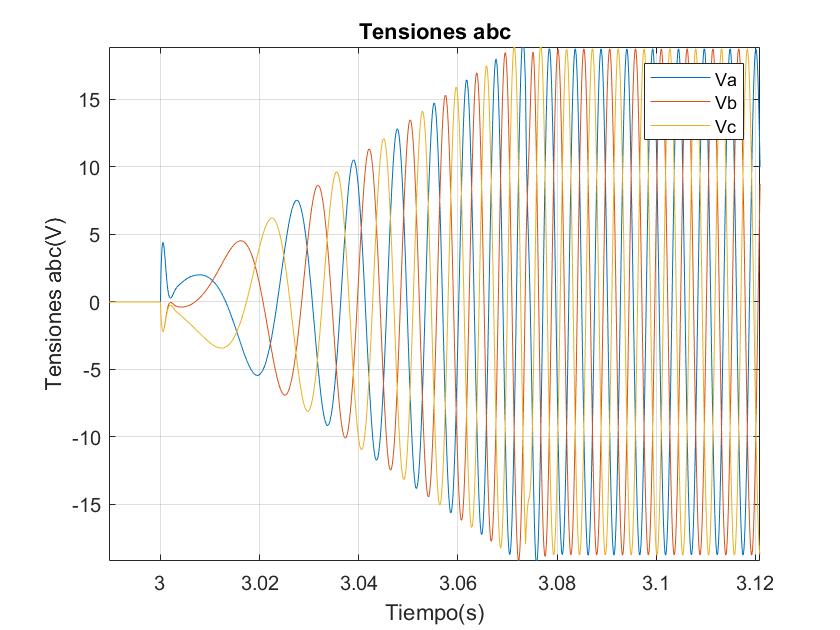 Tensiones abc
Tensiones abc(V)
15
10
5
0
-5
-10
-15
Va
Vb
Vc
3
3.02
3.04
3.06
3.08
3.1
3.12
Tiempo(s)